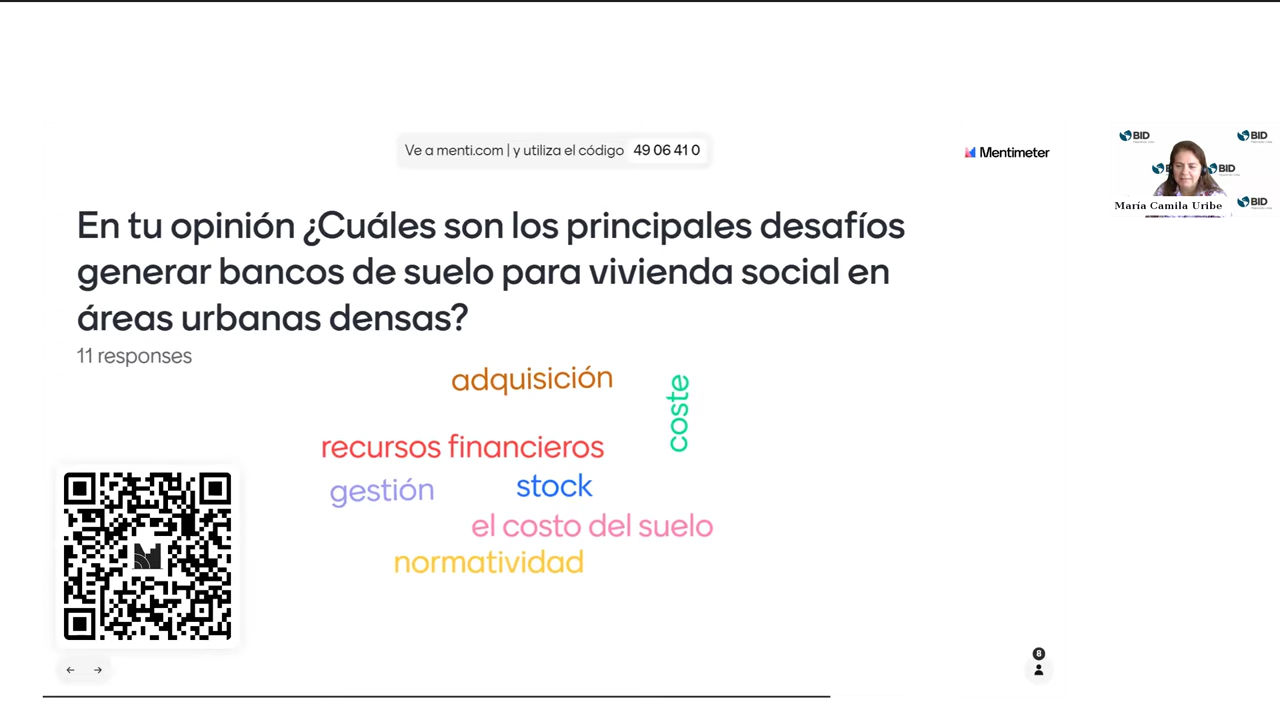 Ve a menti.com | y utiliza el código 49 06 41 0
Mentimeter
BID
BID
BID
BID
María Camila Uribe
En tu opinión ¿Cuáles son los principales desafíos
generar bancos de suelo para vivienda social en
áreas urbanas densas?
11 responses
adquisición
coste
recursos financieros
gestión
stock
el costo del suelo
normatividad
8